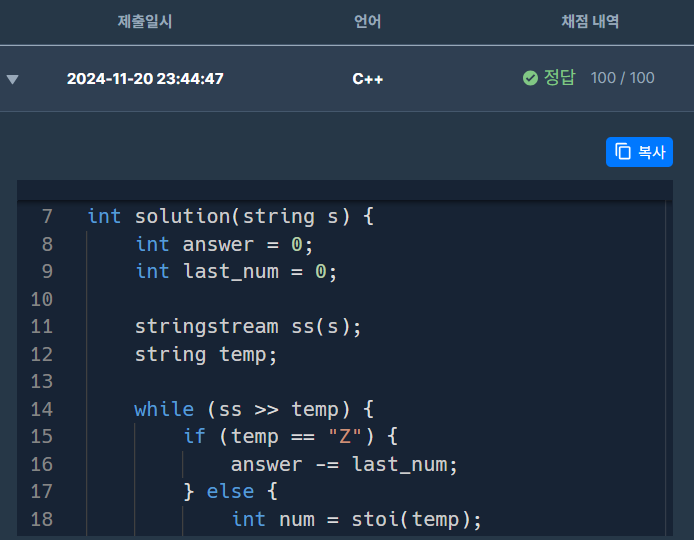 제출일시 언어 채점 내역
2024-11-20 23:44:47 C++ 정답 100 / 100
복사
7 int solution(string s) {
8 int answer = 0;
9 int last_num = 0;
10
11 stringstream ss(s);
12 string temp;
13
14 while (ss >> temp) {
15 if (temp == "Z") {
16 answer -= last_num;
17 } else {
18 int num = stoi(temp);